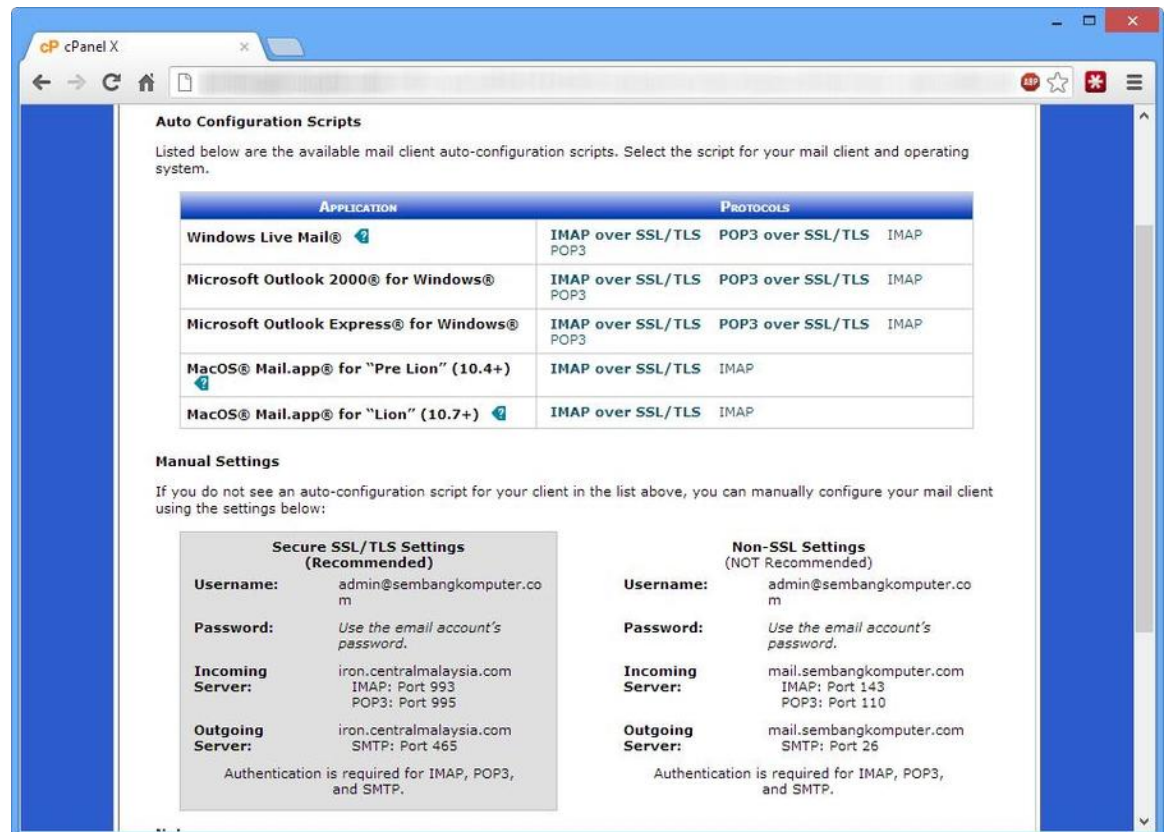 cP cPanel X
ABP
Auto Configuration Scripts
Listed below are the available mail client auto-configuration scripts. Select the script for your mail client and operating
system.
APPLICATION PROTOCOLS
Windows Live Mail® ? IMAP over SSL/TLS POP3 over SSL/TLS IMAP
POP3
Microsoft Outlook 2000® for Windows® IMAP over SSL/TLS POP3 over SSL/TLS IMAP
POP3
Microsoft Outlook Express® for Windows® IMAP over SSL/TLS POP3 over SSL/TLS IMAP
POP3
MacOS® Mail.app® for “Pre Lion” (10.4+) IMAP over SSL/TLS IMAP
?
MacOS® Mail.app® for “Lion” (10.7+) ? IMAP over SSL/TLS IMAP
Manual Settings
If you do not see an auto-configuration script for your client in the list above, you can manually configure your mail client
using the settings below:
Secure SSL/TLS Settings
(Recommended)
Username: admin@sembangkomputer.co
m
Password: Use the email account's
password.
Incoming iron.centralmalaysia.com
Server: IMAP: Port 993
POP3: Port 995
Outgoing iron.centralmalaysia.com
Server: SMTP: Port 465
Authentication is required for IMAP, POP3,
and SMTP.
Non-SSL Settings
(NOT Recommended)
Username: admin@sembangkomputer.co
m
Password: Use the email account's
password.
Incoming mail.sembangkomputer.com
Server: IMAP: Port 143
POP3: Port 110
Outgoing mail.sembangkomputer.com
Server: SMTP: Port 26
Authentication is required for IMAP, POP3,
and SMTP.